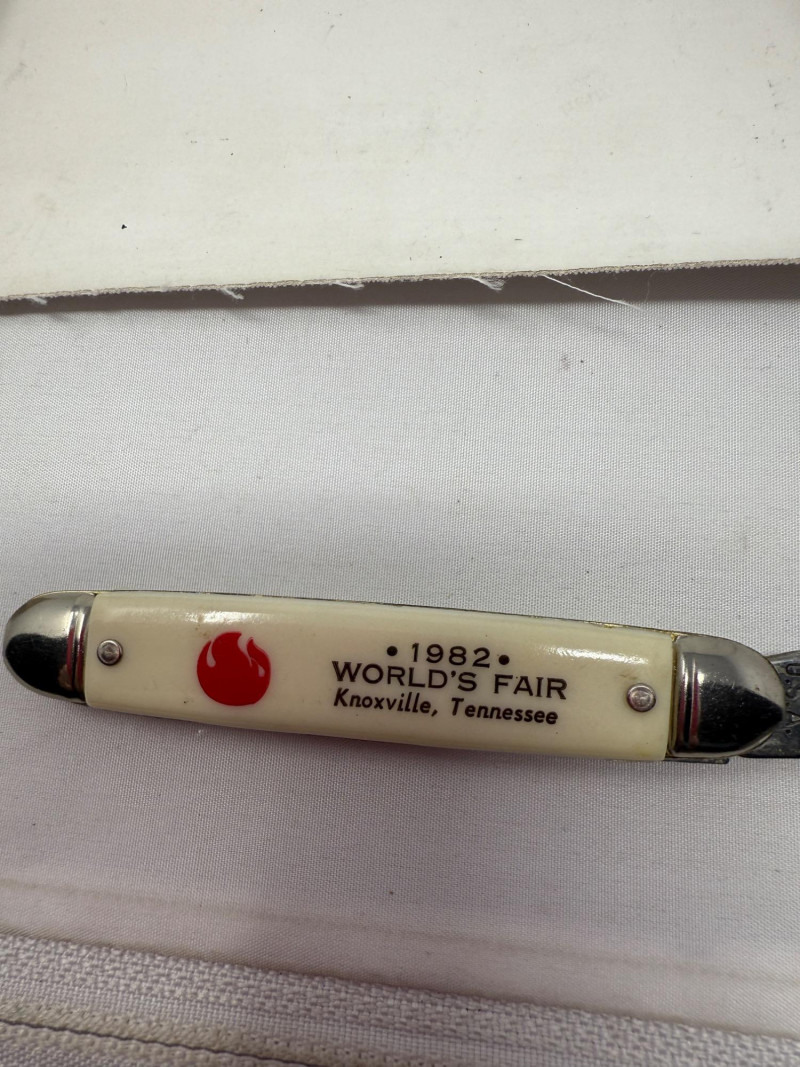 • 1982 •
WORLD'S FAIR
Knoxville, Tennessee
U.S.A.